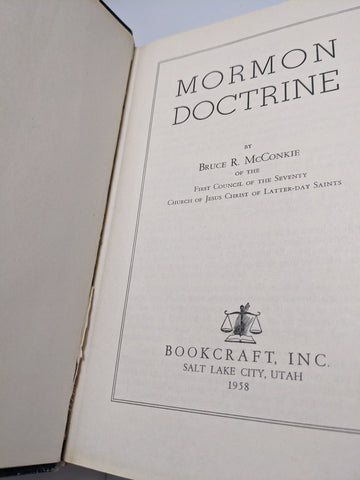 MORMON
DOCTRINE
BY
BRUCE R. MCCONKIE
OF THE
FIRST COUNCIL OF THE SEVENTY
CHURCH OF JESUS CHRIST OF LATTER-DAY SAINTS
BOOKCRAFT, INC.
SALT LAKE CITY, UTAH
1958